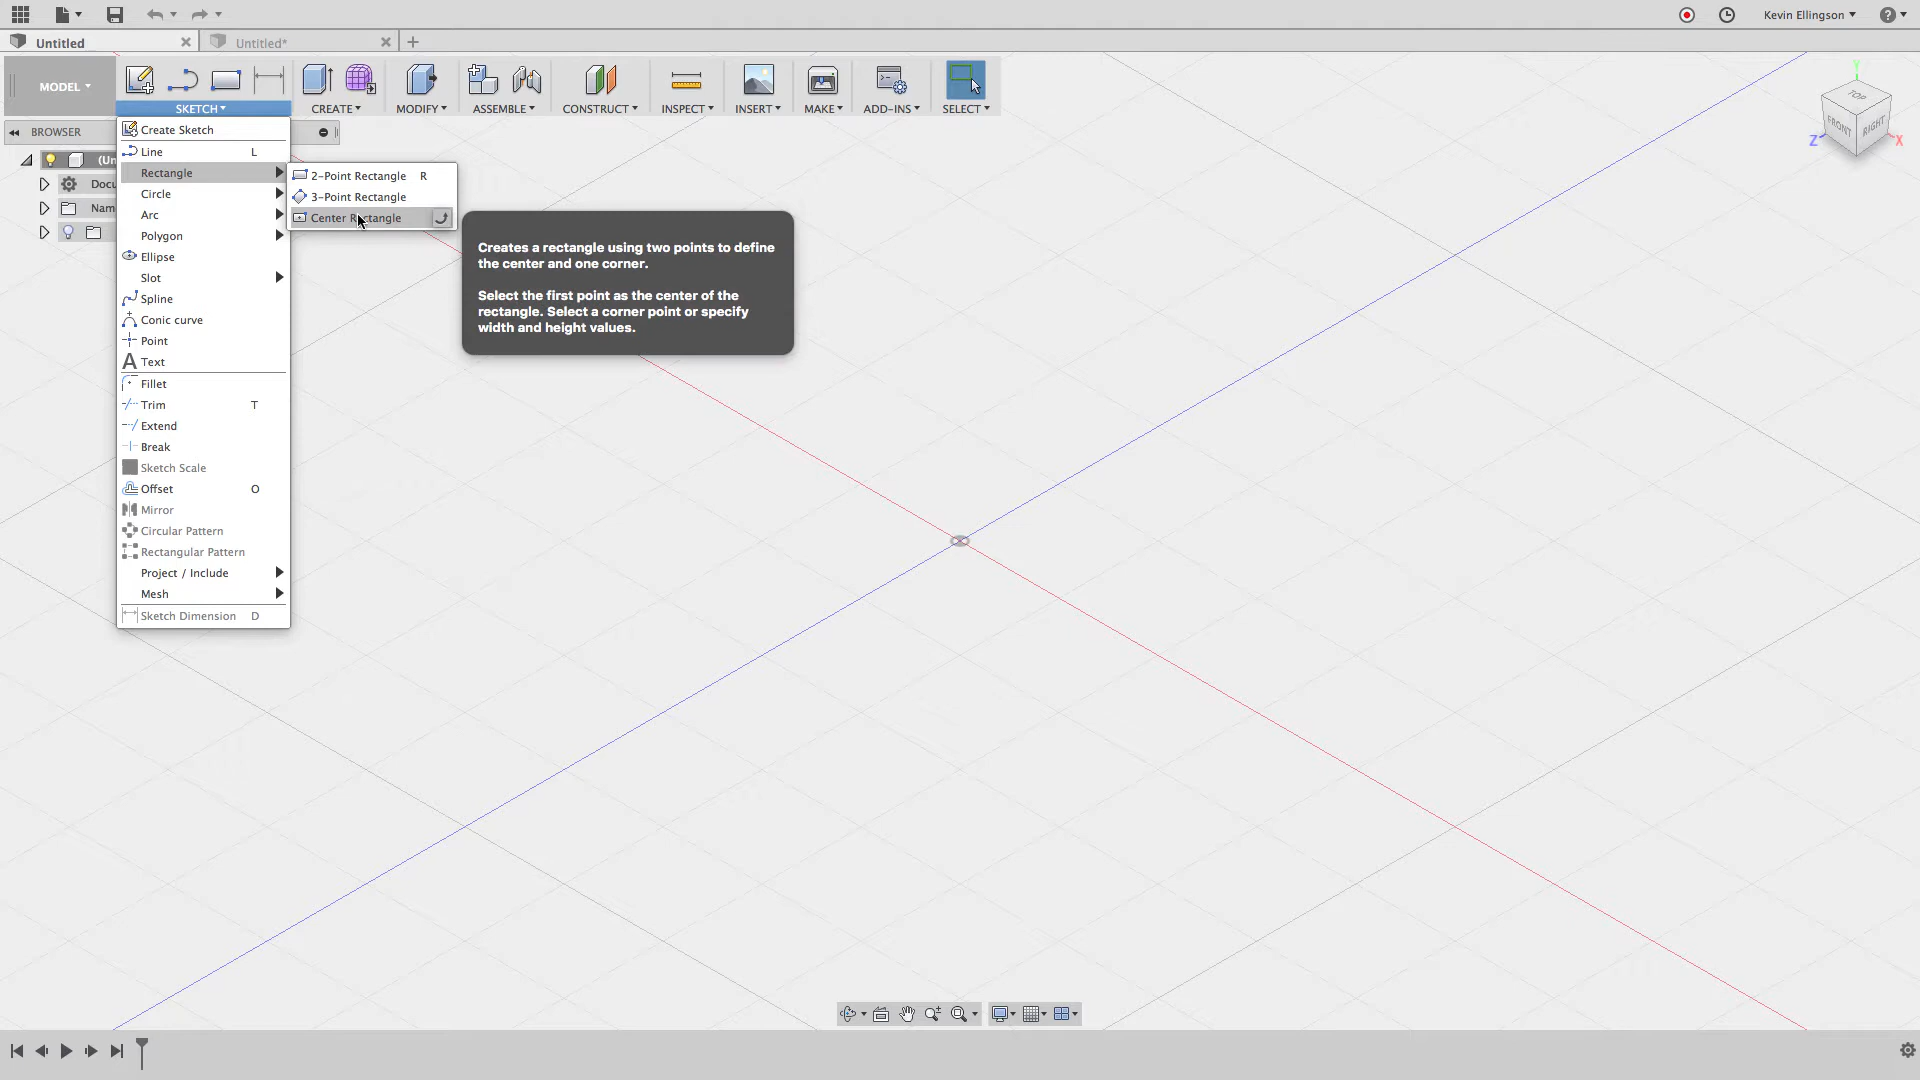 Kevin Ellingson
Untitled
Untitled*
MODEL
SKETCH
CREATE
MODIFY
ASSEMBLE
CONSTRUCT
INSPECT
INSERT
MAKE
ADD-INS
SELECT
BROWSER
(Un
Docu
Nam
Create Sketch
Line L
Rectangle
Circle
Arc
Polygon
Ellipse
Slot
Spline
Conic curve
Point
Text
Fillet
Trim T
Extend
Break
Sketch Scale
Offset O
Mirror
Circular Pattern
Rectangular Pattern
Project / Include
Mesh
Sketch Dimension D
2-Point Rectangle R
3-Point Rectangle
Center Rectangle
Creates a rectangle using two points to define
the center and one corner.
Select the first point as the center of the
rectangle. Select a corner point or specify
width and height values.
Y
TOP
FRONT
RIGHT
Z
X